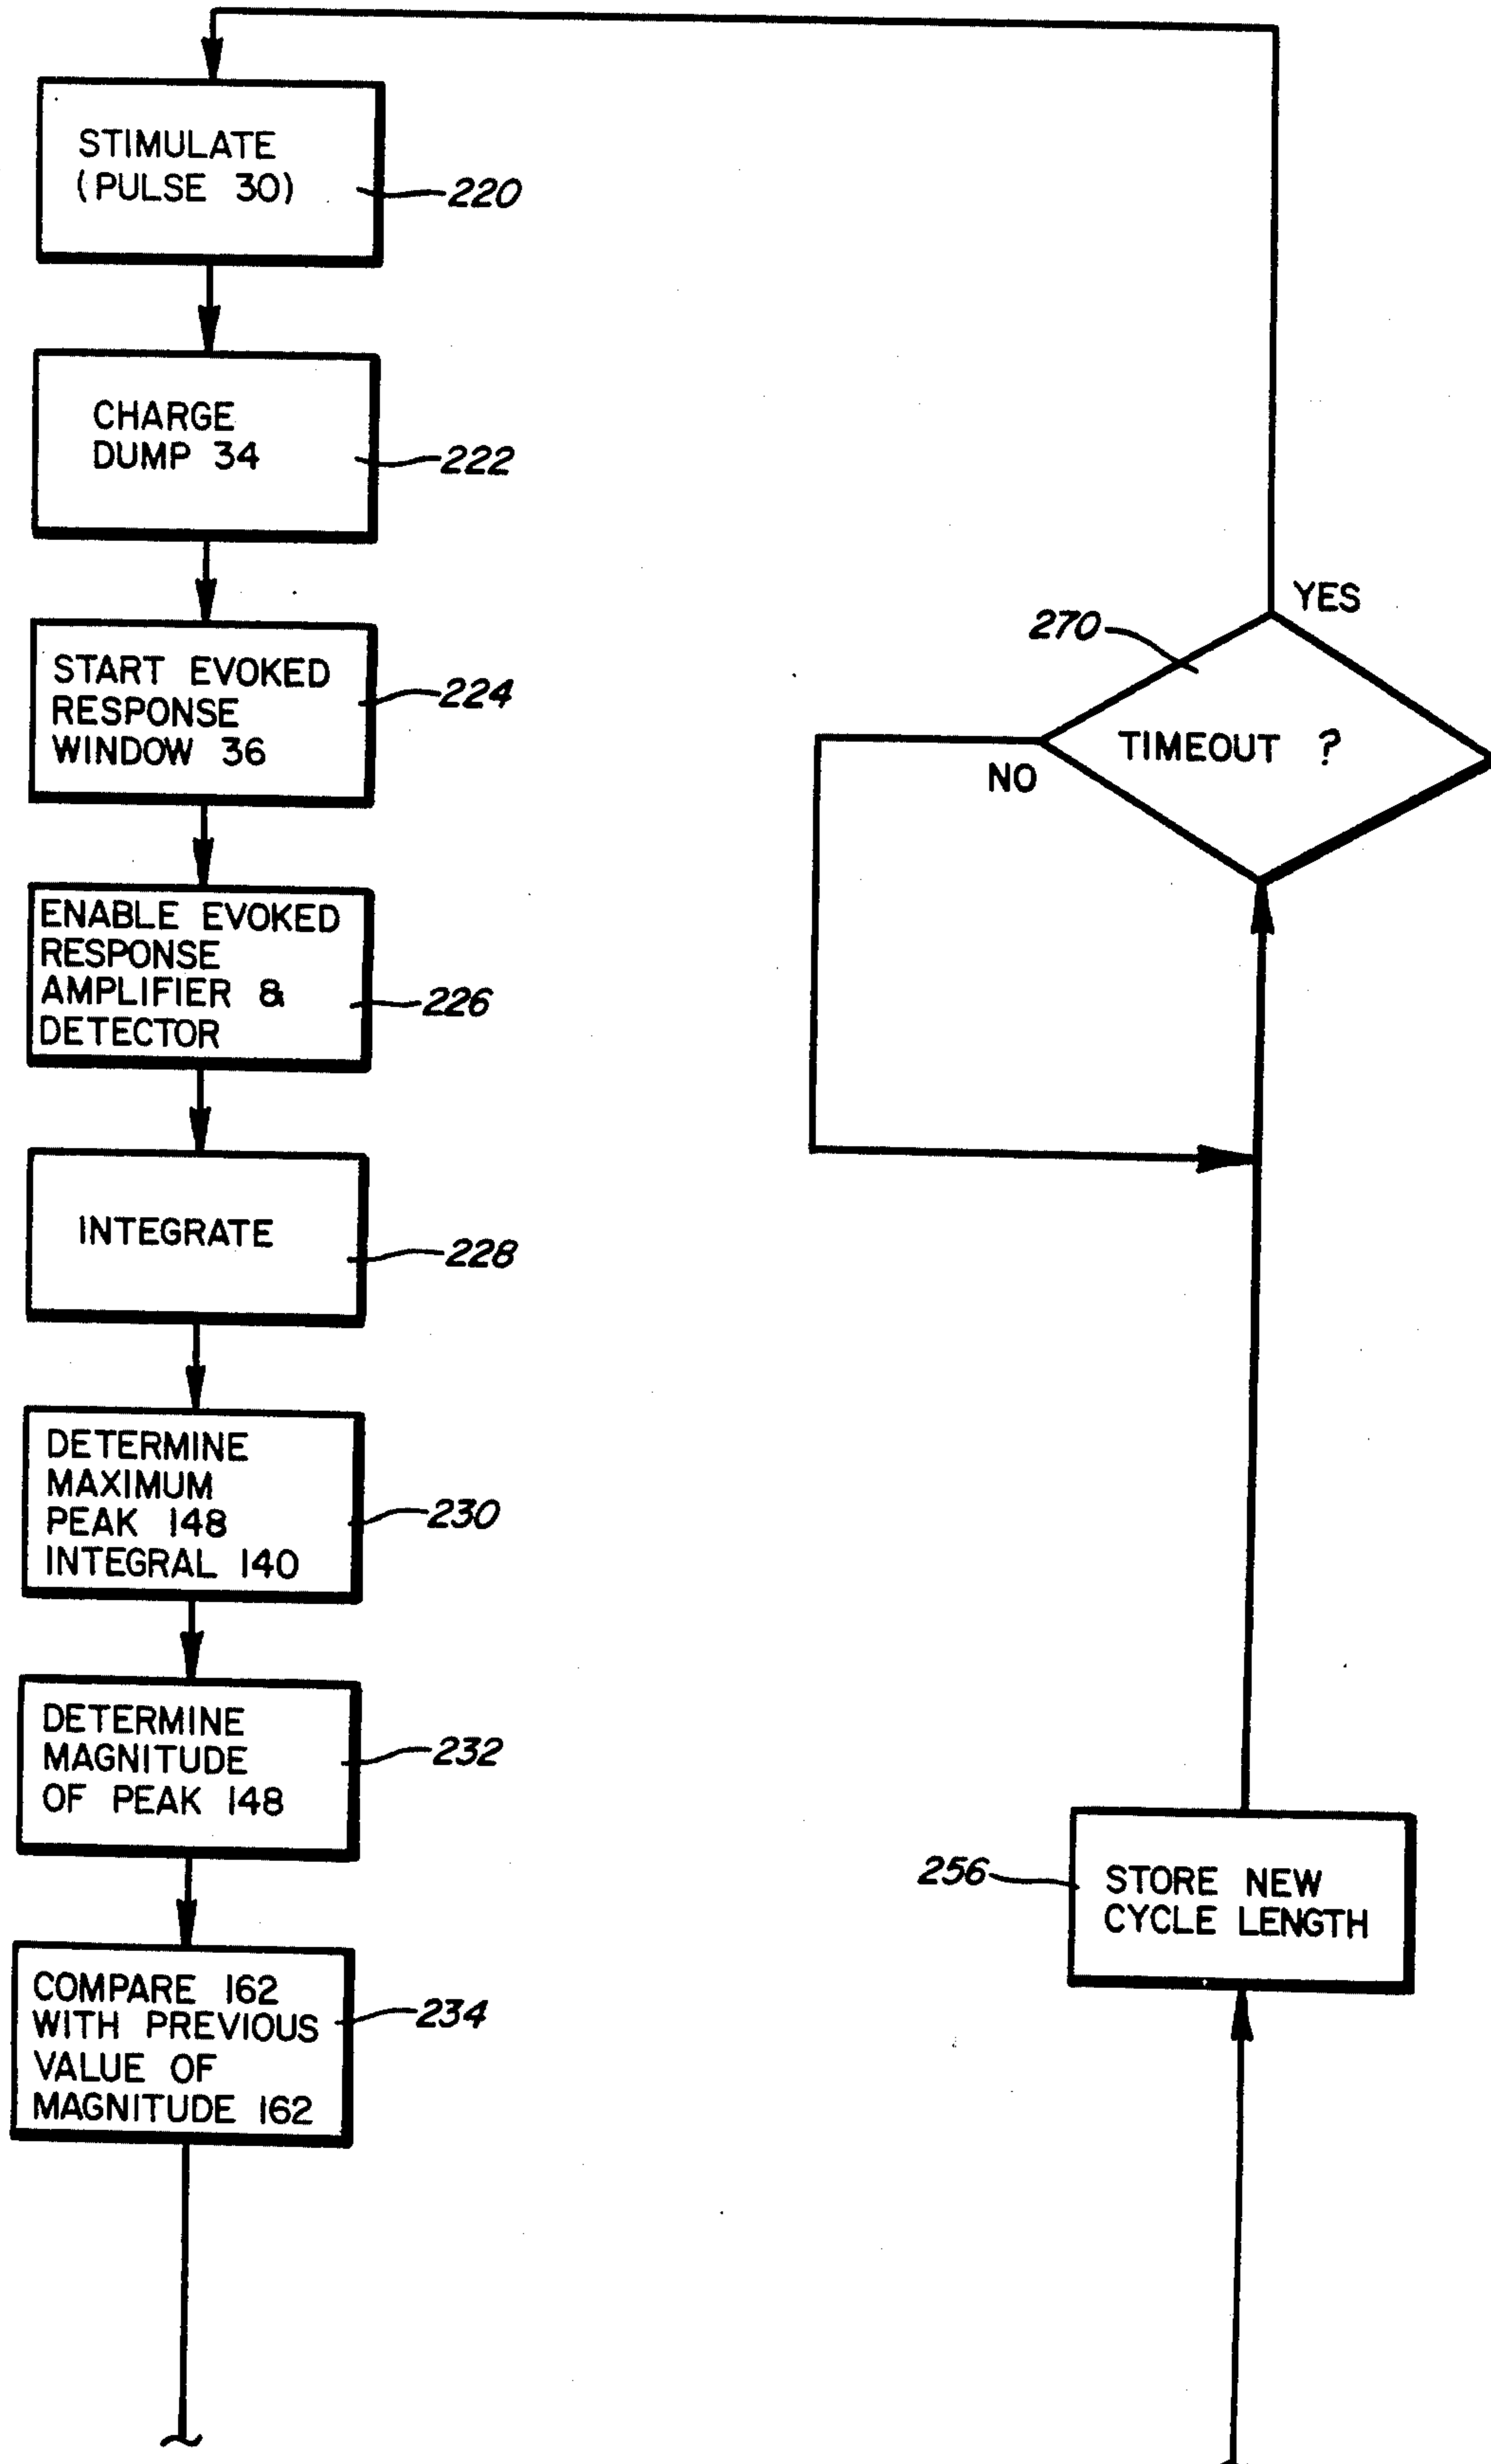 STIMULATE
(PULSE 30)
220
CHARGE
DUMP 34
222
START EVOKED
RESPONSE
WINDOW 36
224
ENABLE EVOKED
RESPONSE
AMPLIFIER &
DETECTOR
226
INTEGRATE
228
DETERMINE
MAXIMUM
PEAK 148
INTEGRAL 140
230
DETERMINE
MAGNITUDE
OF PEAK 148
232
COMPARE 162
WITH PREVIOUS
VALUE OF
MAGNITUDE 162
234
YES
270
TIMEOUT ?
NO
256
STORE NEW
CYCLE LENGTH